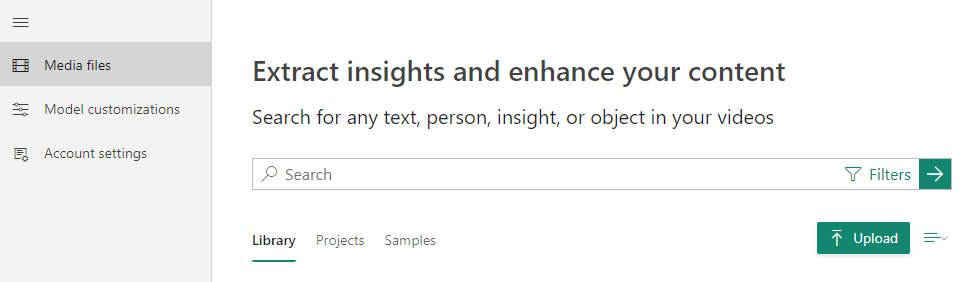 Media files
Model customizations
Account settings
Extract insights and enhance your content
Search for any text, person, insight, or object in your videos
Search Filters
Library Projects Samples Upload